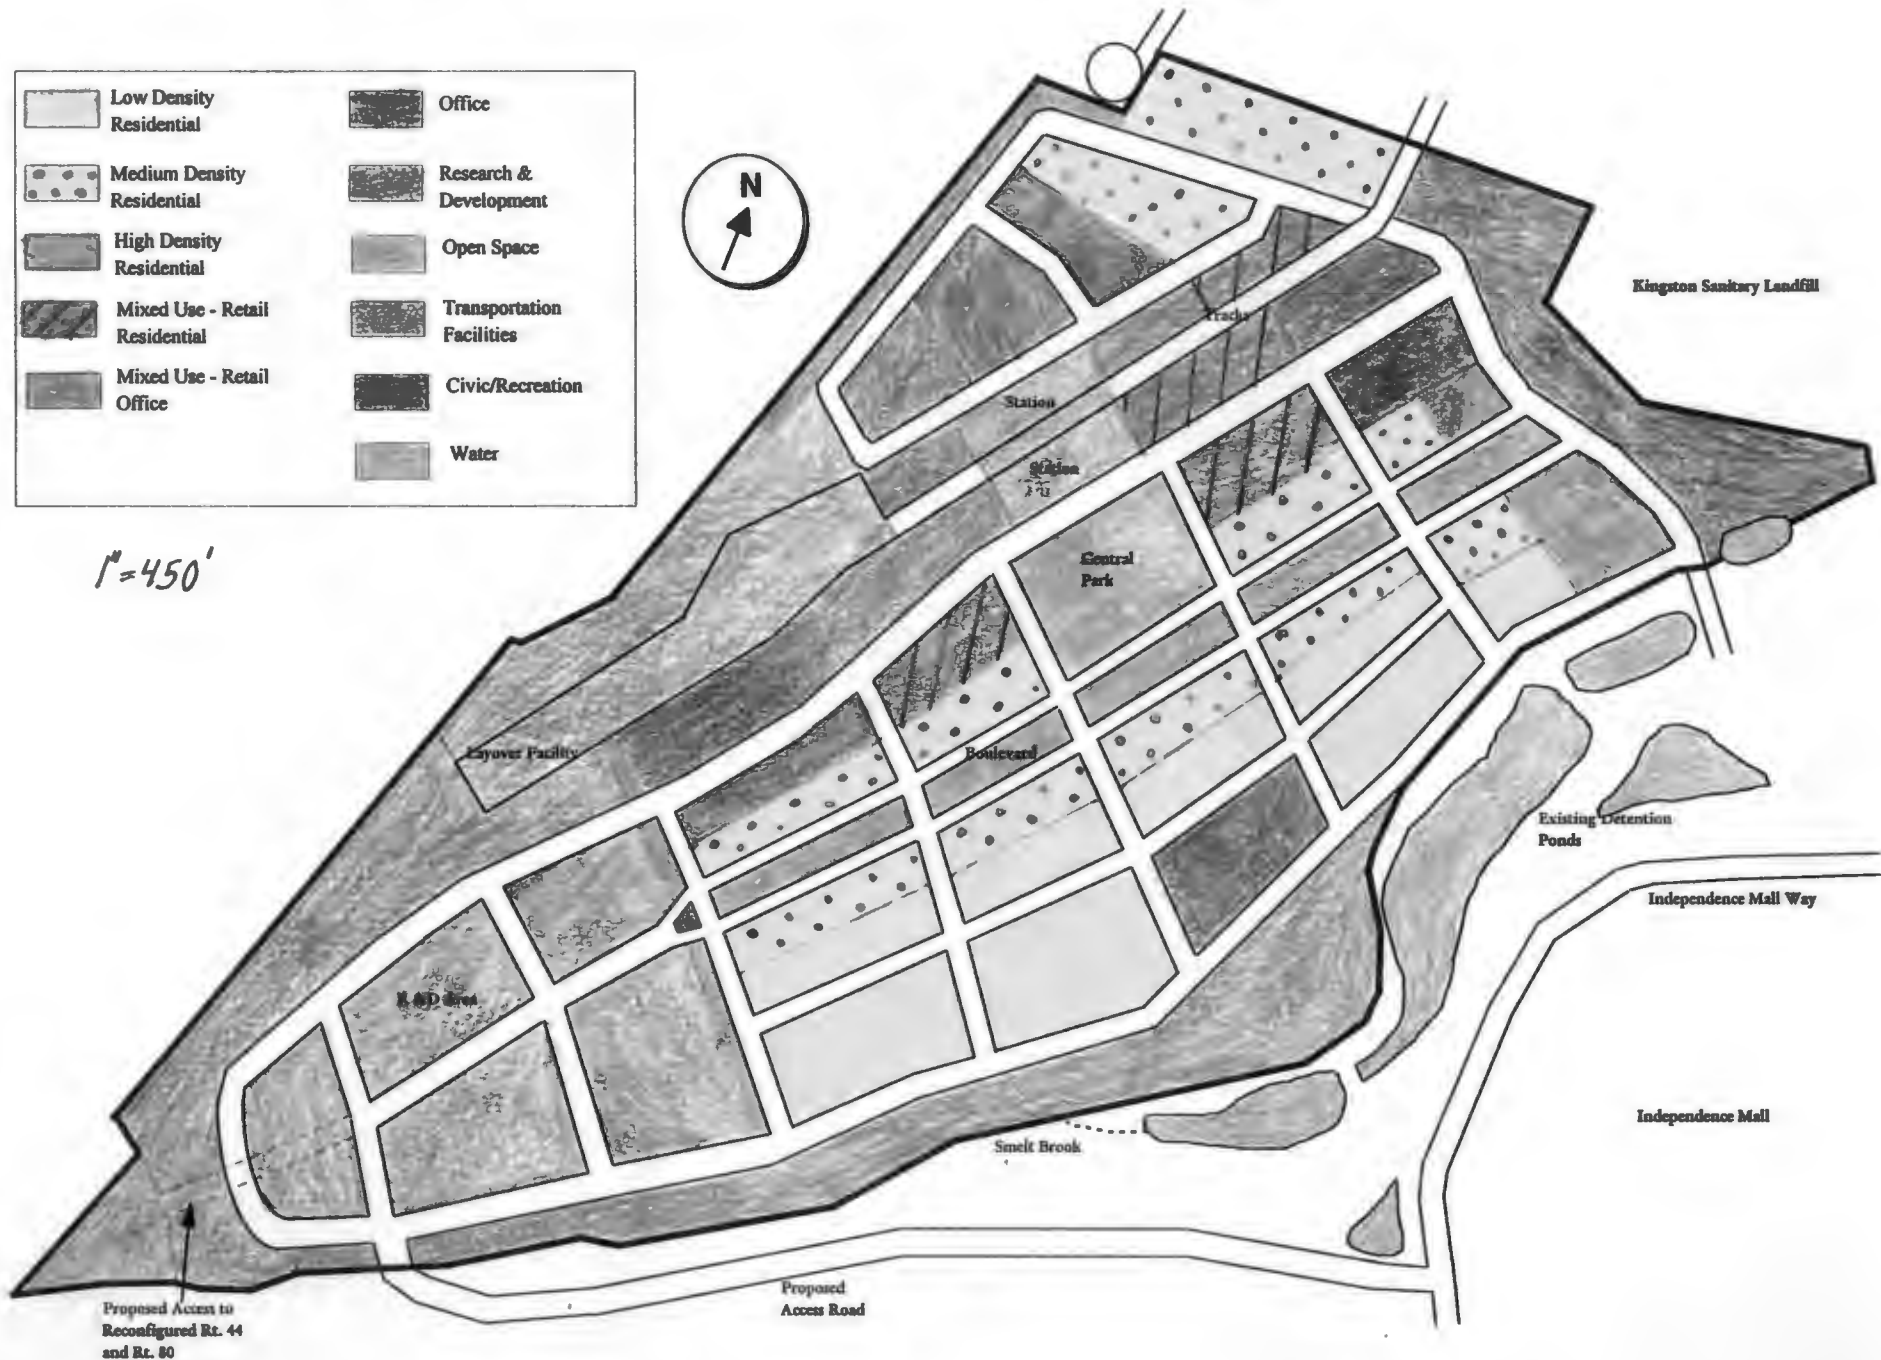 Low Density
Residential
Medium Density
Residential
High Density
Residential
Mixed Use - Retail
Residential
Mixed Use - Retail
Office
Office
Research &
Development
Open Space
Transportation
Facilities
Civic/Recreation
Water
N
1"=450'
Kingston Sanitary Landfill
Tracks
Station
Station
Central
Park
Layover Facility
Boulevard
Existing Detention
Ponds
Independence Mall Way
R & D Area
Independence Mall
Smelt Brook
Proposed
Access Road
Proposed Access to
Reconfigured Rt. 44
and Rt. 80